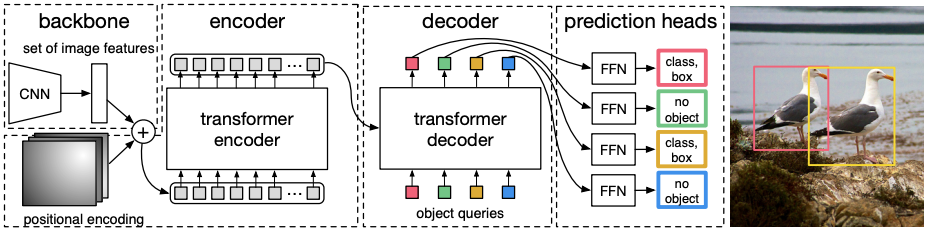 backbone
set of image features
CNN
+
positional encoding
encoder
...
transformer
encoder
...
decoder
transformer
decoder
object queries
prediction heads
FFN
class,
box
FFN
no
object
FFN
class,
box
FFN
no
object